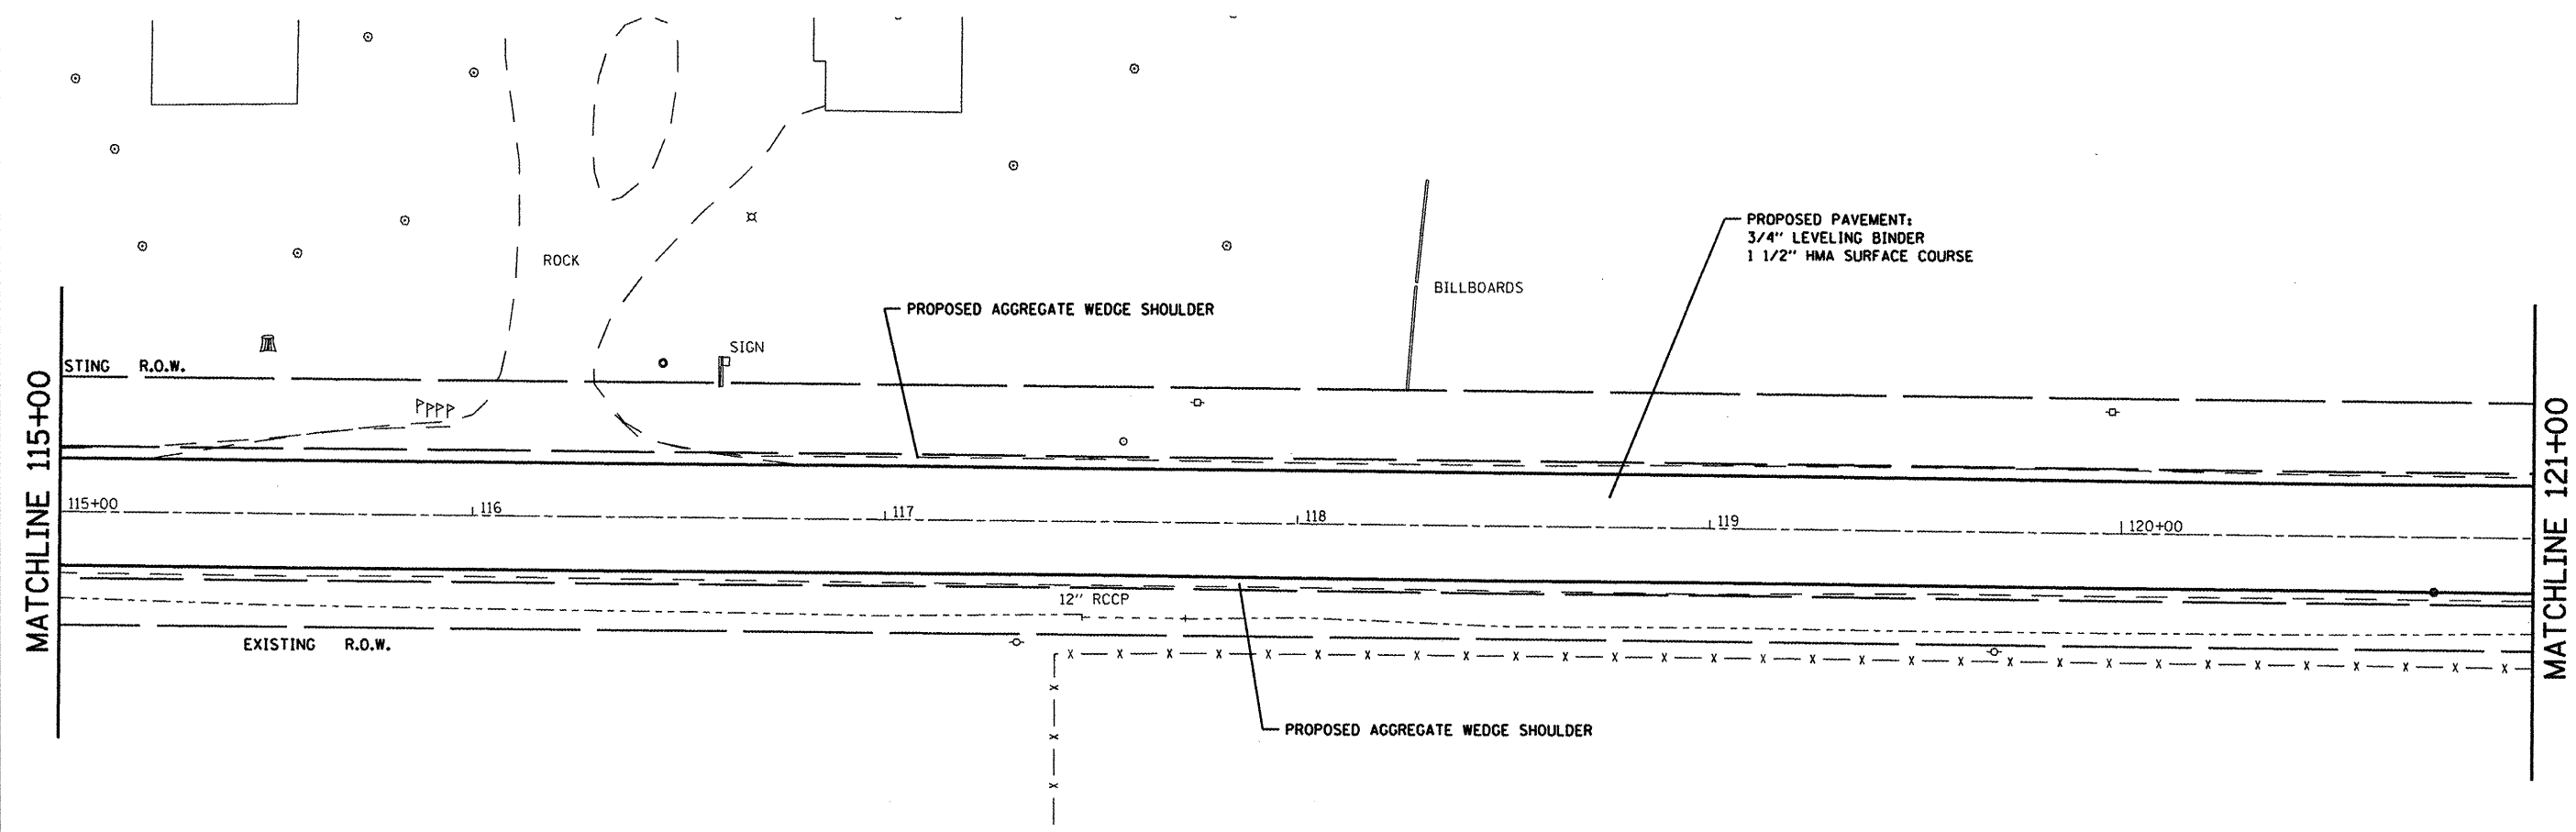 PROPOSED PAVEMENT:
3/4" LEVELING BINDER
1 1/2" HMA SURFACE COURSE
ROCK
BILLBOARDS
PROPOSED AGGREGATE WEDGE SHOULDER
SIGN
STING R.O.W.
PPPP
MATCHLINE 115+00
MATCHLINE 121+00
115+00
116
117
118
119
120+00
12" RCCP
EXISTING R.O.W.
X X X X X X X X X X X X X X X X X X X X X X X X X X X X X X
X
X
X
PROPOSED AGGREGATE WEDGE SHOULDER